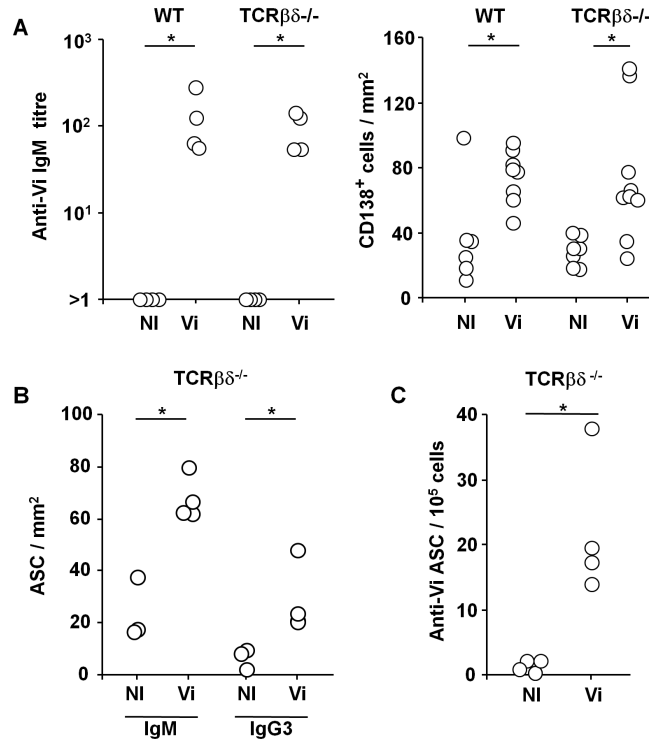 A
WT TCRβδ-/-
* *
Anti-Vi IgM titre
10³
10²
10¹
>1
NI Vi NI Vi
WT TCRβδ-/-
* *
CD138⁺ cells / mm²
160
120
80
40
0
NI Vi NI Vi
B
TCRβδ-/-
* *
ASC / mm²
100
80
60
40
20
0
NI Vi NI Vi
IgM IgG3
C
TCRβδ -/-
*
Anti-Vi ASC / 10⁵ cells
40
30
20
10
0
NI Vi